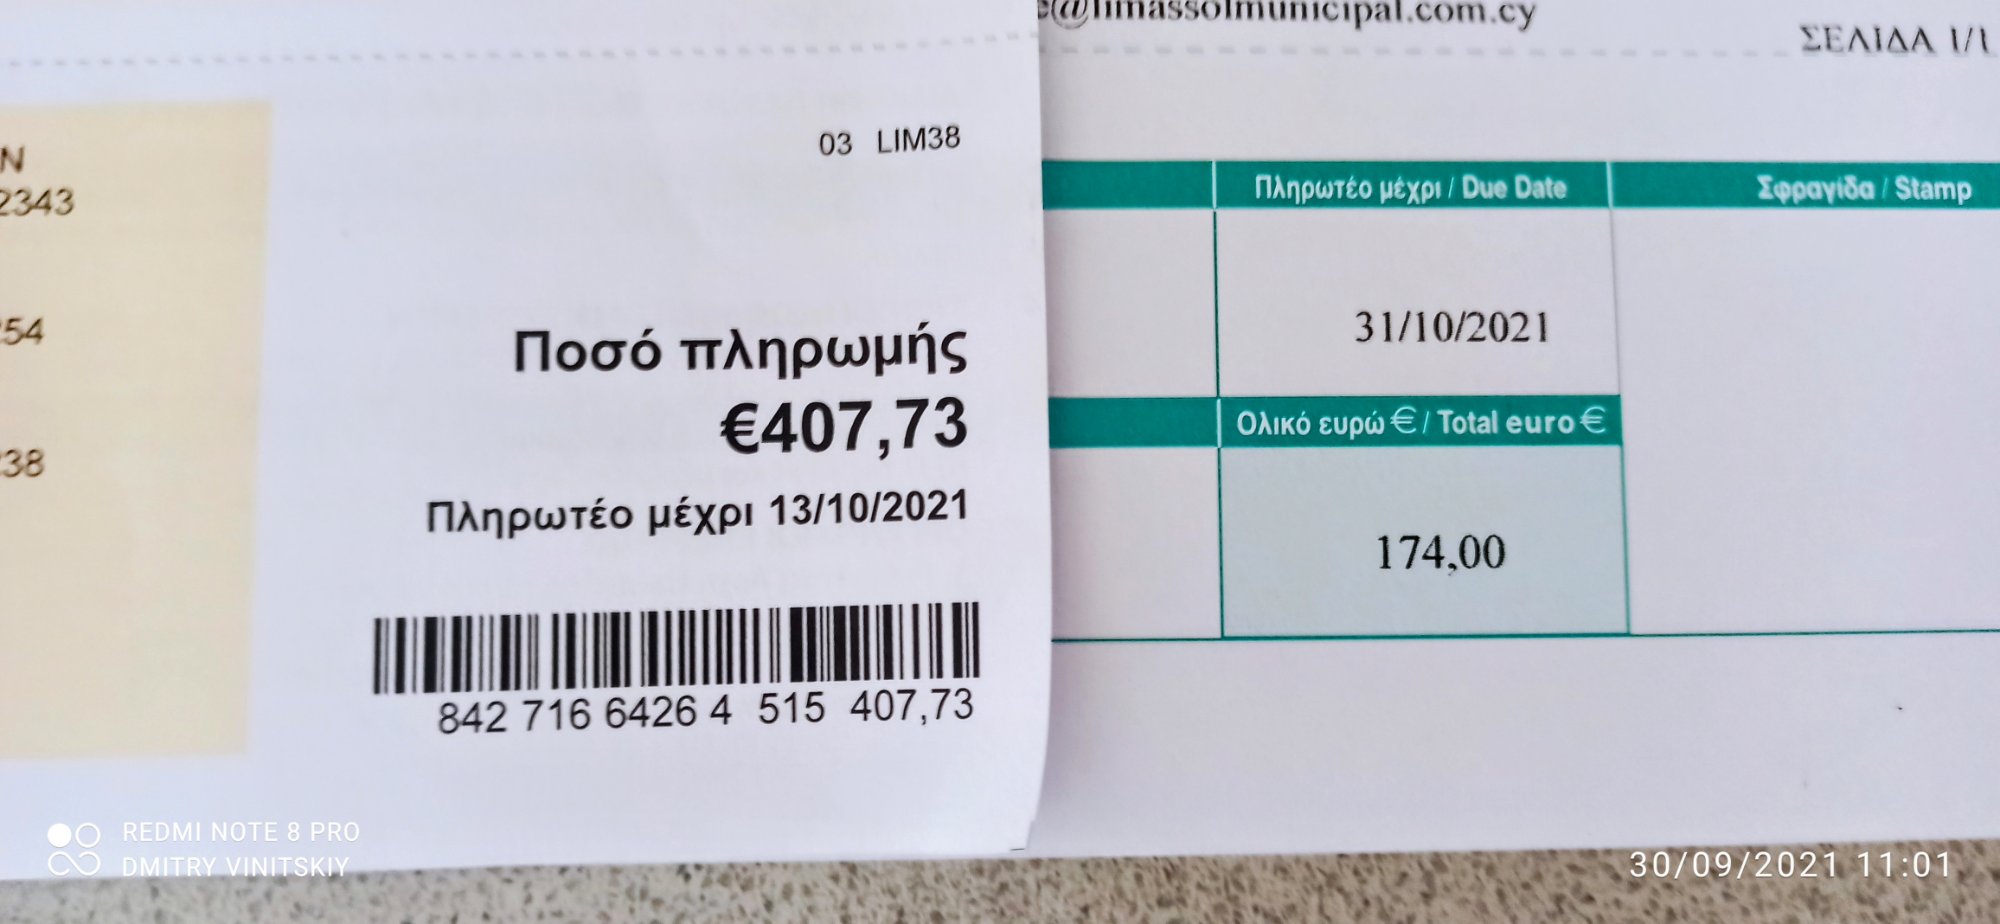 @limassolmunicipal.com.cy
ΣΕΛΙΔΑ 1/1
N
2343
254
238
03 LIM38
Ποσό πληρωμής
€407,73
Πληρωτέο μέχρι 13/10/2021
842 716 6426 4 515 407,73
Πληρωτέο μέχρι / Due Date
Σφραγίδα / Stamp
31/10/2021
Ολικό ευρώ € / Total euro €
174,00
REDMI NOTE 8 PRO
DMITRY VINITSKIY
30/09/2021 11:01